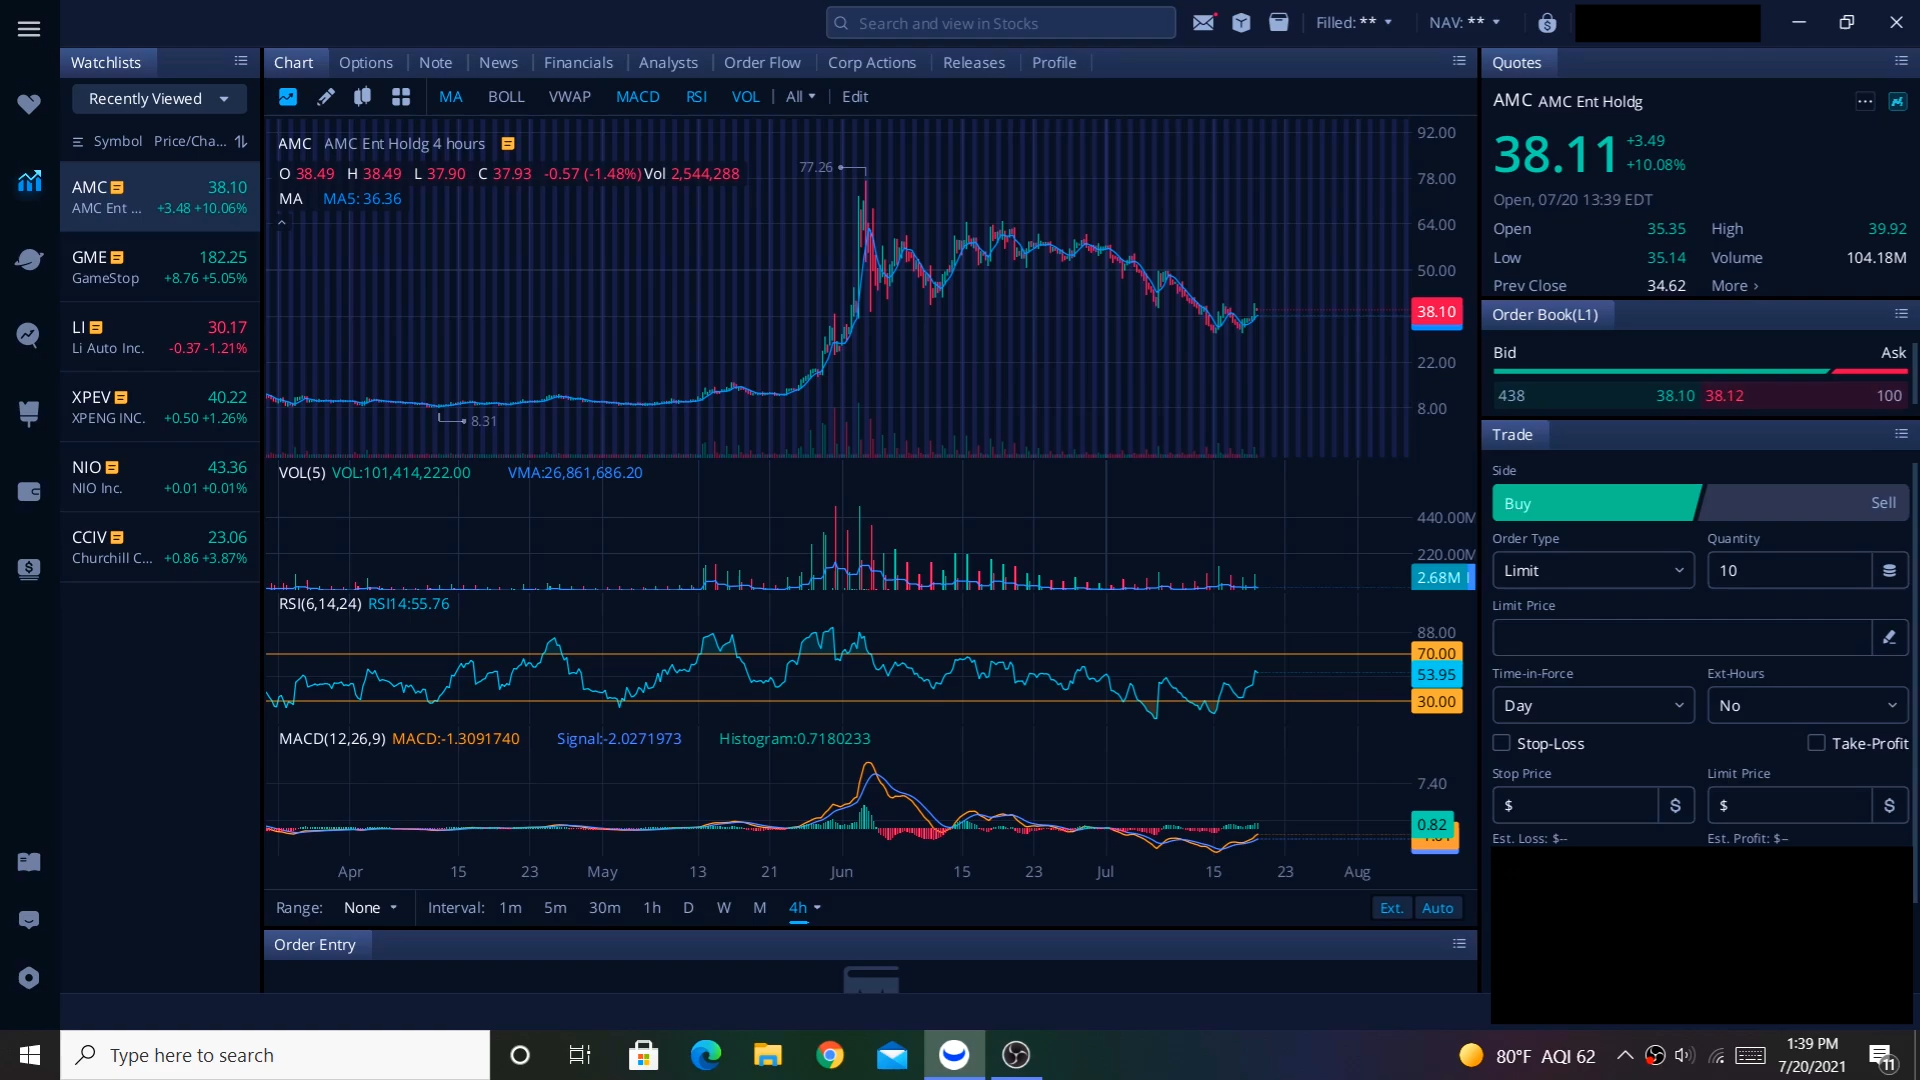 Search and view in Stocks
Filled: **
NAV: **
Watchlists
Recently Viewed
Symbol Price/Cha...
AMC 38.10
AMC Ent ... +3.48 +10.06%
GME 182.25
GameStop +8.76 +5.05%
LI 30.17
Li Auto Inc. -0.37 -1.21%
XPEV 40.22
XPENG INC. +0.50 +1.26%
NIO 43.36
NIO Inc. +0.01 +0.01%
CCIV 23.06
Churchill C... +0.86 +3.87%
Chart Options Note News Financials Analysts Order Flow Corp Actions Releases Profile
MA BOLL VWAP MACD RSI VOL All Edit
AMC AMC Ent Holdg 4 hours
O 38.49 H 38.49 L 37.90 C 37.93 -0.57 (-1.48%) Vol 2,544,288
MA MA5: 36.36
77.26
8.31
92.00
78.00
64.00
50.00
38.10
22.00
8.00
VOL(5) VOL:101,414,222.00 VMA:26,861,686.20
440.00M
220.00M
2.68M
RSI(6,14,24) RSI14:55.76
88.00
70.00
53.95
30.00
MACD(12,26,9) MACD:-1.3091740 Signal:-2.0271973 Histogram:0.7180233
7.40
0.82
Apr 15 23 May 13 21 Jun 15 23 Jul 15 23 Aug
Range: None Interval: 1m 5m 30m 1h D W M 4h Ext. Auto
Order Entry
Quotes
AMC AMC Ent Holdg
38.11 +3.49
+10.08%
Open, 07/20 13:39 EDT
Open 35.35 High 39.92
Low 35.14 Volume 104.18M
Prev Close 34.62 More ›
Order Book(L1)
Bid Ask
438 38.10 38.12 100
Trade
Side
Buy Sell
Order Type Quantity
Limit 10
Limit Price
Time-in-Force Ext-Hours
Day No
Stop-Loss Take-Profit
Stop Price Limit Price
$ $ $ $
Est. Loss: $-- Est. Profit: $--
Type here to search
80°F AQI 62
1:39 PM
7/20/2021
11